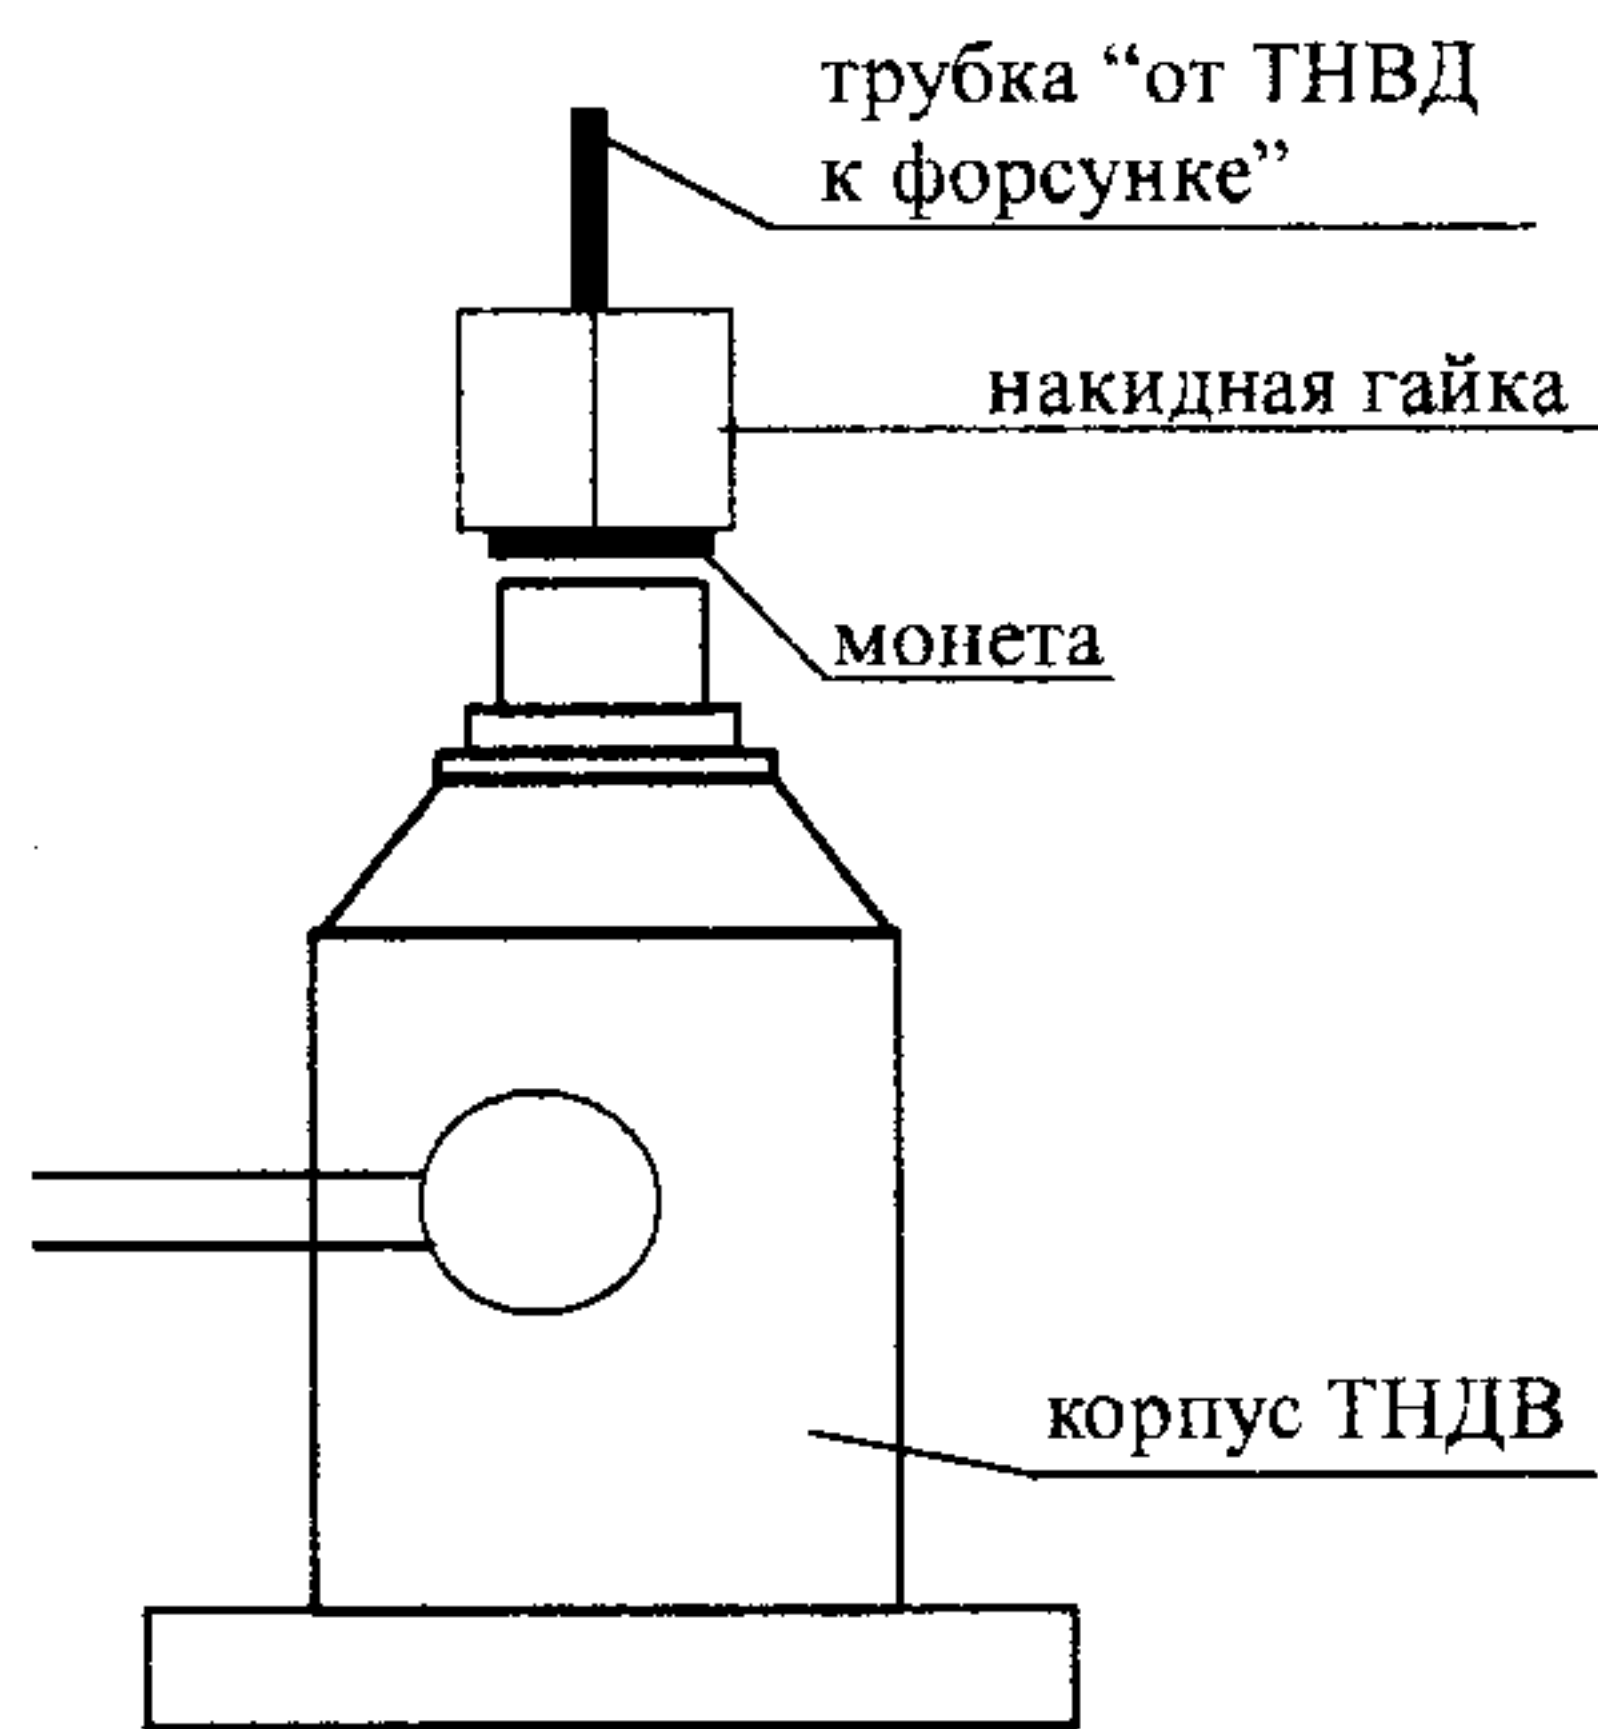 трубка “от ТНВД
к форсунке”
накидная гайка
монета
корпус ТНДВ